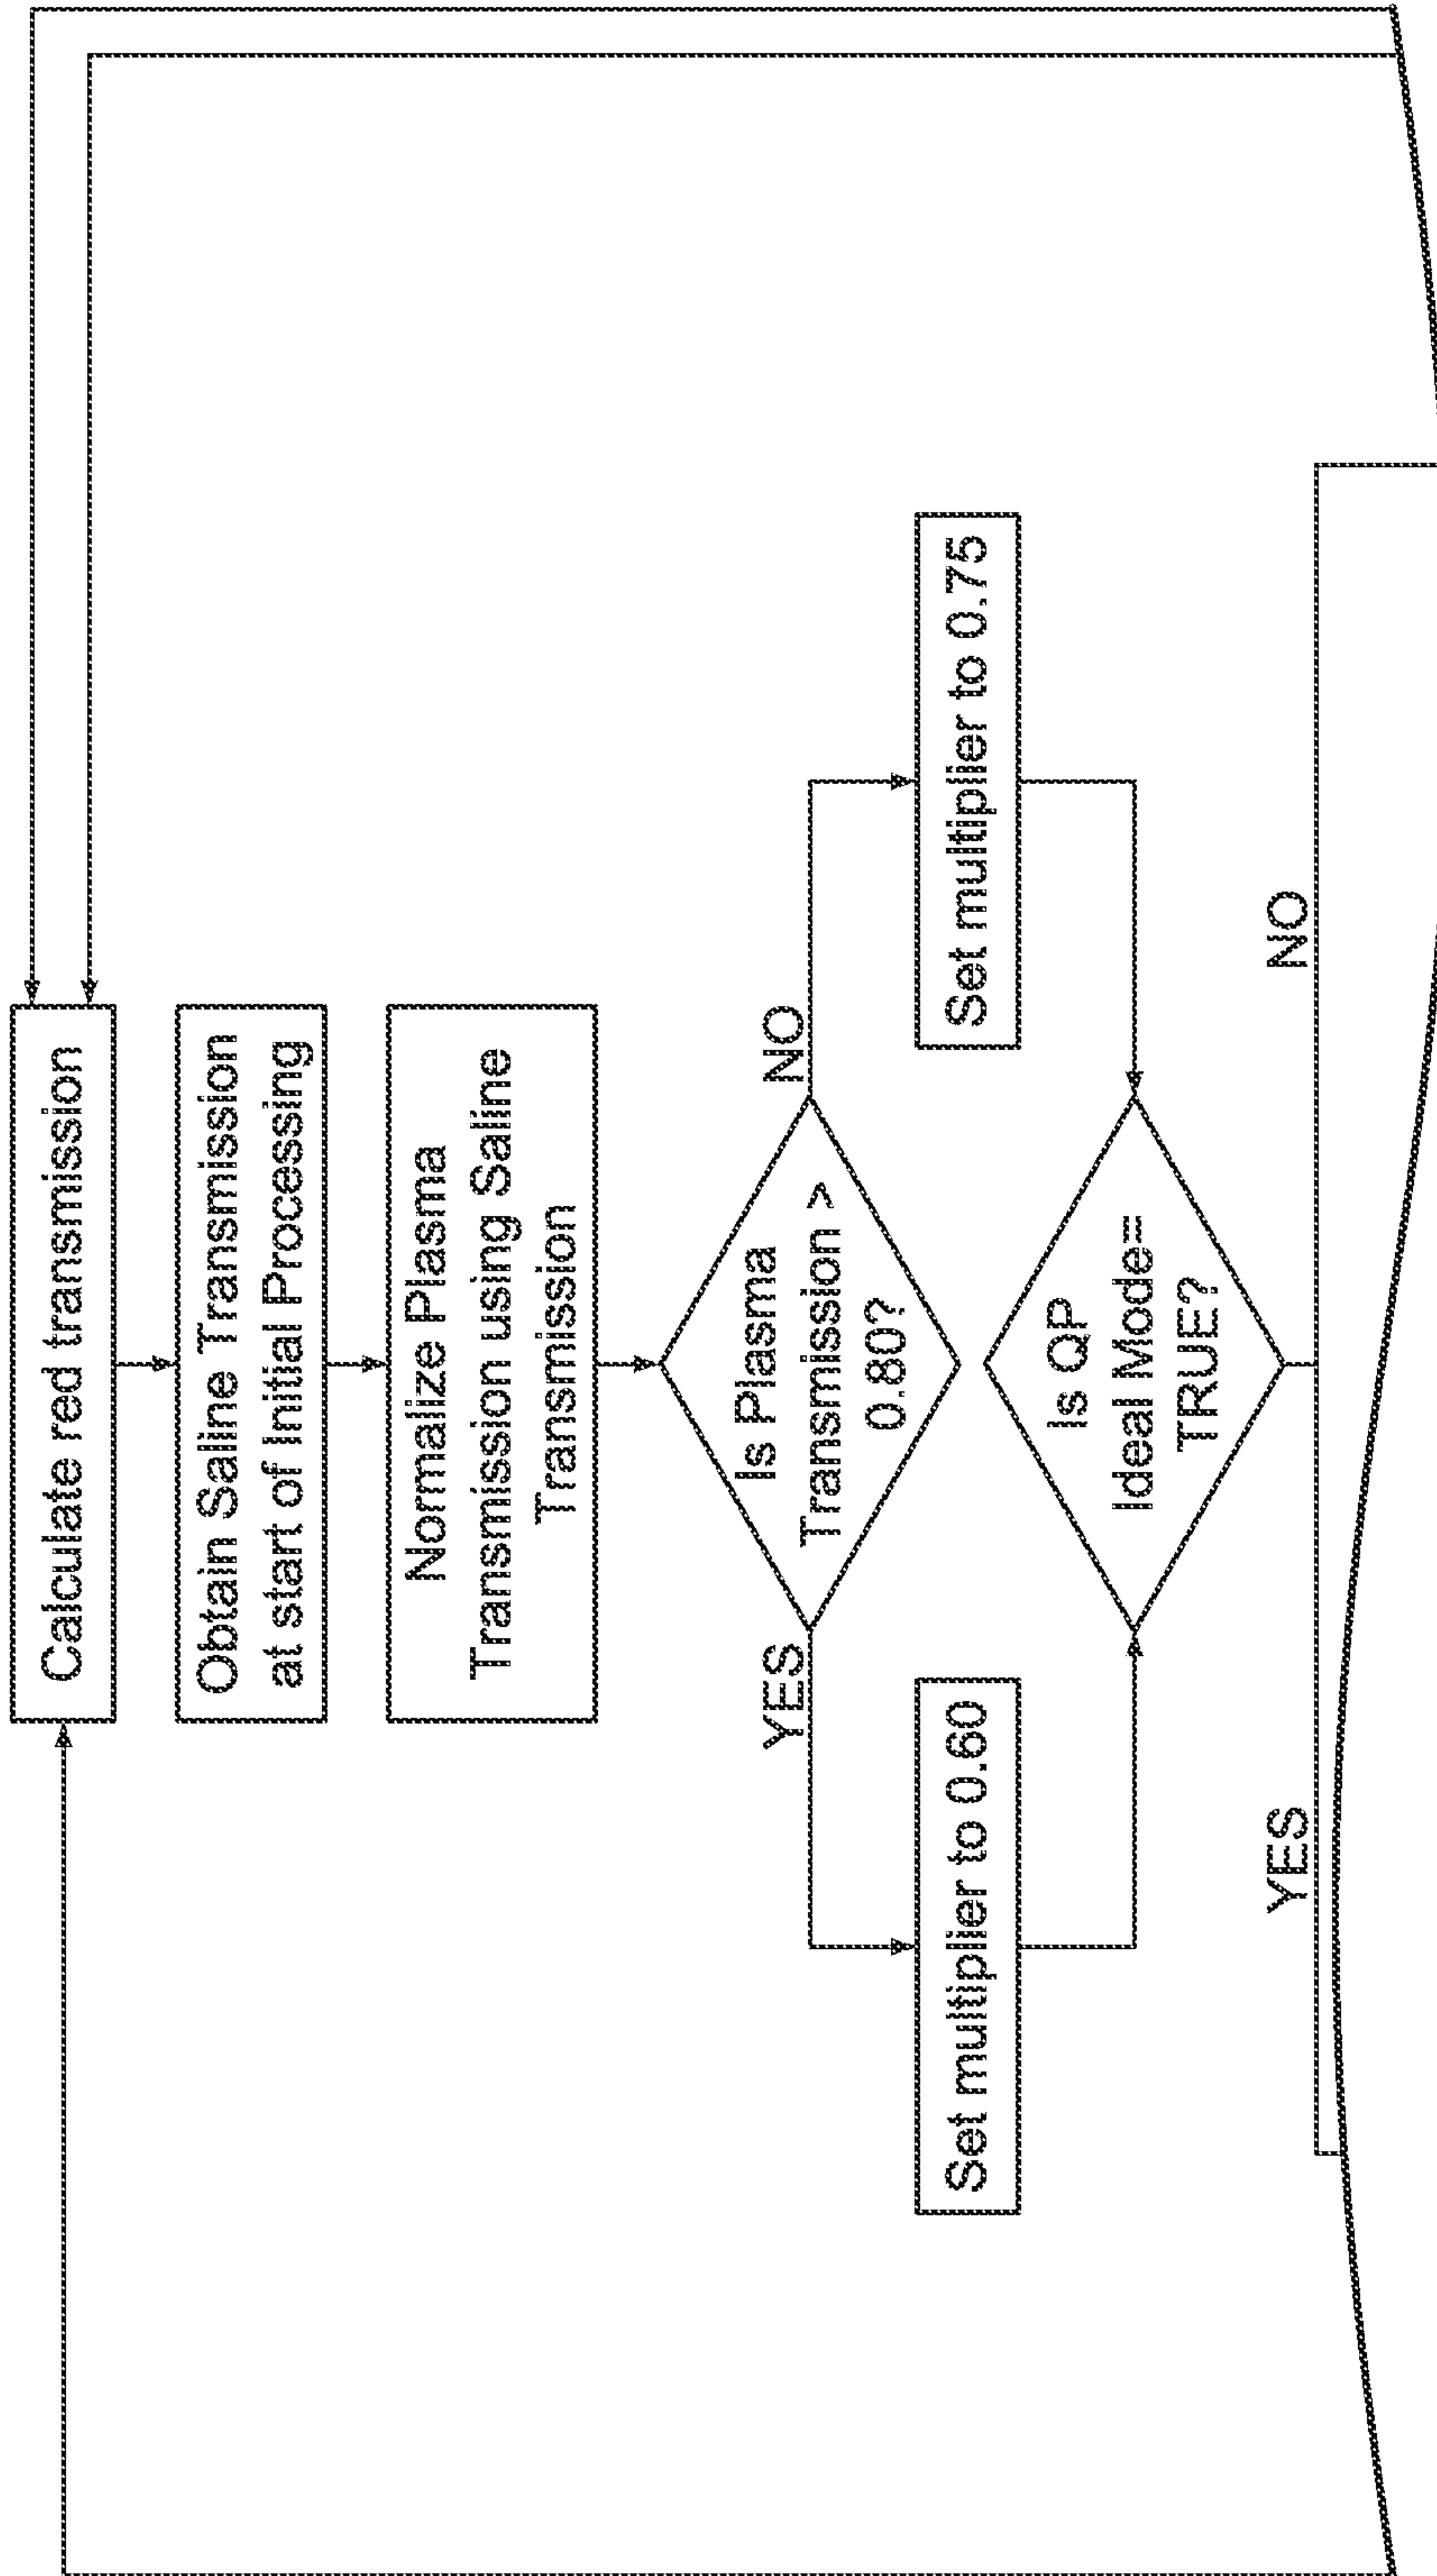 Calculate red transmission
Obtain Saline Transmission
at start of Initial Processing
Normalize Plasma
Transmission using Saline
Transmission
Is Plasma
Transmission >
0.80?
YES
NO
Set multiplier to 0.60
Set multiplier to 0.75
Is QP
Ideal Mode=
TRUE?
YES
NO